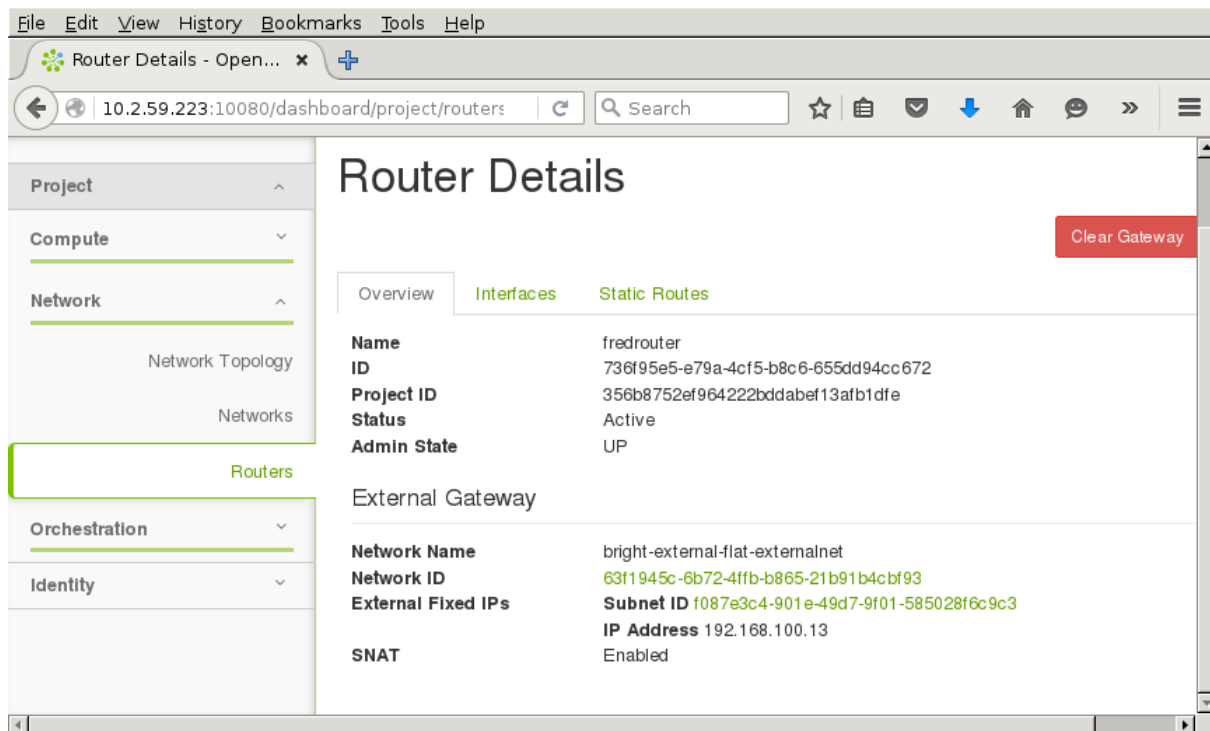 File Edit View History Bookmarks Tools Help
Router Details - Open...
10.2.59.223:10080/dashboard/project/routers
Search
Project
Compute
Network
Network Topology
Networks
Routers
Orchestration
Identity
Router Details
Clear Gateway
Overview Interfaces Static Routes
Name fredrouter
ID 736f95e5-e79a-4cf5-b8c6-655dd94cc672
Project ID 356b8752ef964222bddabef13afb1dfe
Status Active
Admin State UP
External Gateway
Network Name bright-external-flat-externalnet
Network ID 63f1945c-6b72-4ffb-b865-21b91b4cbf93
External Fixed IPs Subnet ID f087e3c4-901e-49d7-9f01-585028f6c9c3
IP Address 192.168.100.13
SNAT Enabled